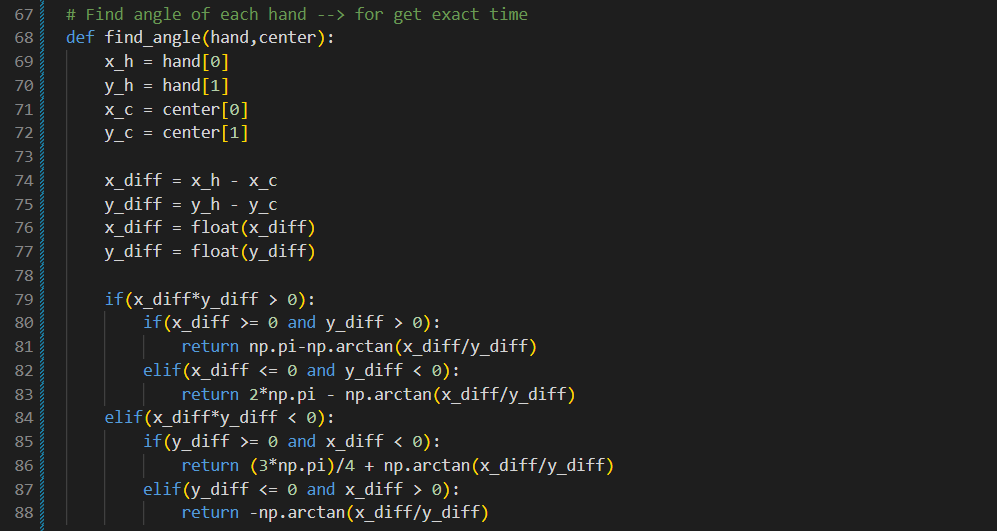 67 # Find angle of each hand --> for get exact time
68 def find_angle(hand,center):
69     x_h = hand[0]
70     y_h = hand[1]
71     x_c = center[0]
72     y_c = center[1]
73
74     x_diff = x_h - x_c
75     y_diff = y_h - y_c
76     x_diff = float(x_diff)
77     y_diff = float(y_diff)
78
79     if(x_diff*y_diff > 0):
80         if(x_diff >= 0 and y_diff > 0):
81             return np.pi-np.arctan(x_diff/y_diff)
82         elif(x_diff <= 0 and y_diff < 0):
83             return 2*np.pi - np.arctan(x_diff/y_diff)
84     elif(x_diff*y_diff < 0):
85         if(y_diff >= 0 and x_diff < 0):
86             return (3*np.pi)/4 + np.arctan(x_diff/y_diff)
87         elif(y_diff <= 0 and x_diff > 0):
88             return -np.arctan(x_diff/y_diff)